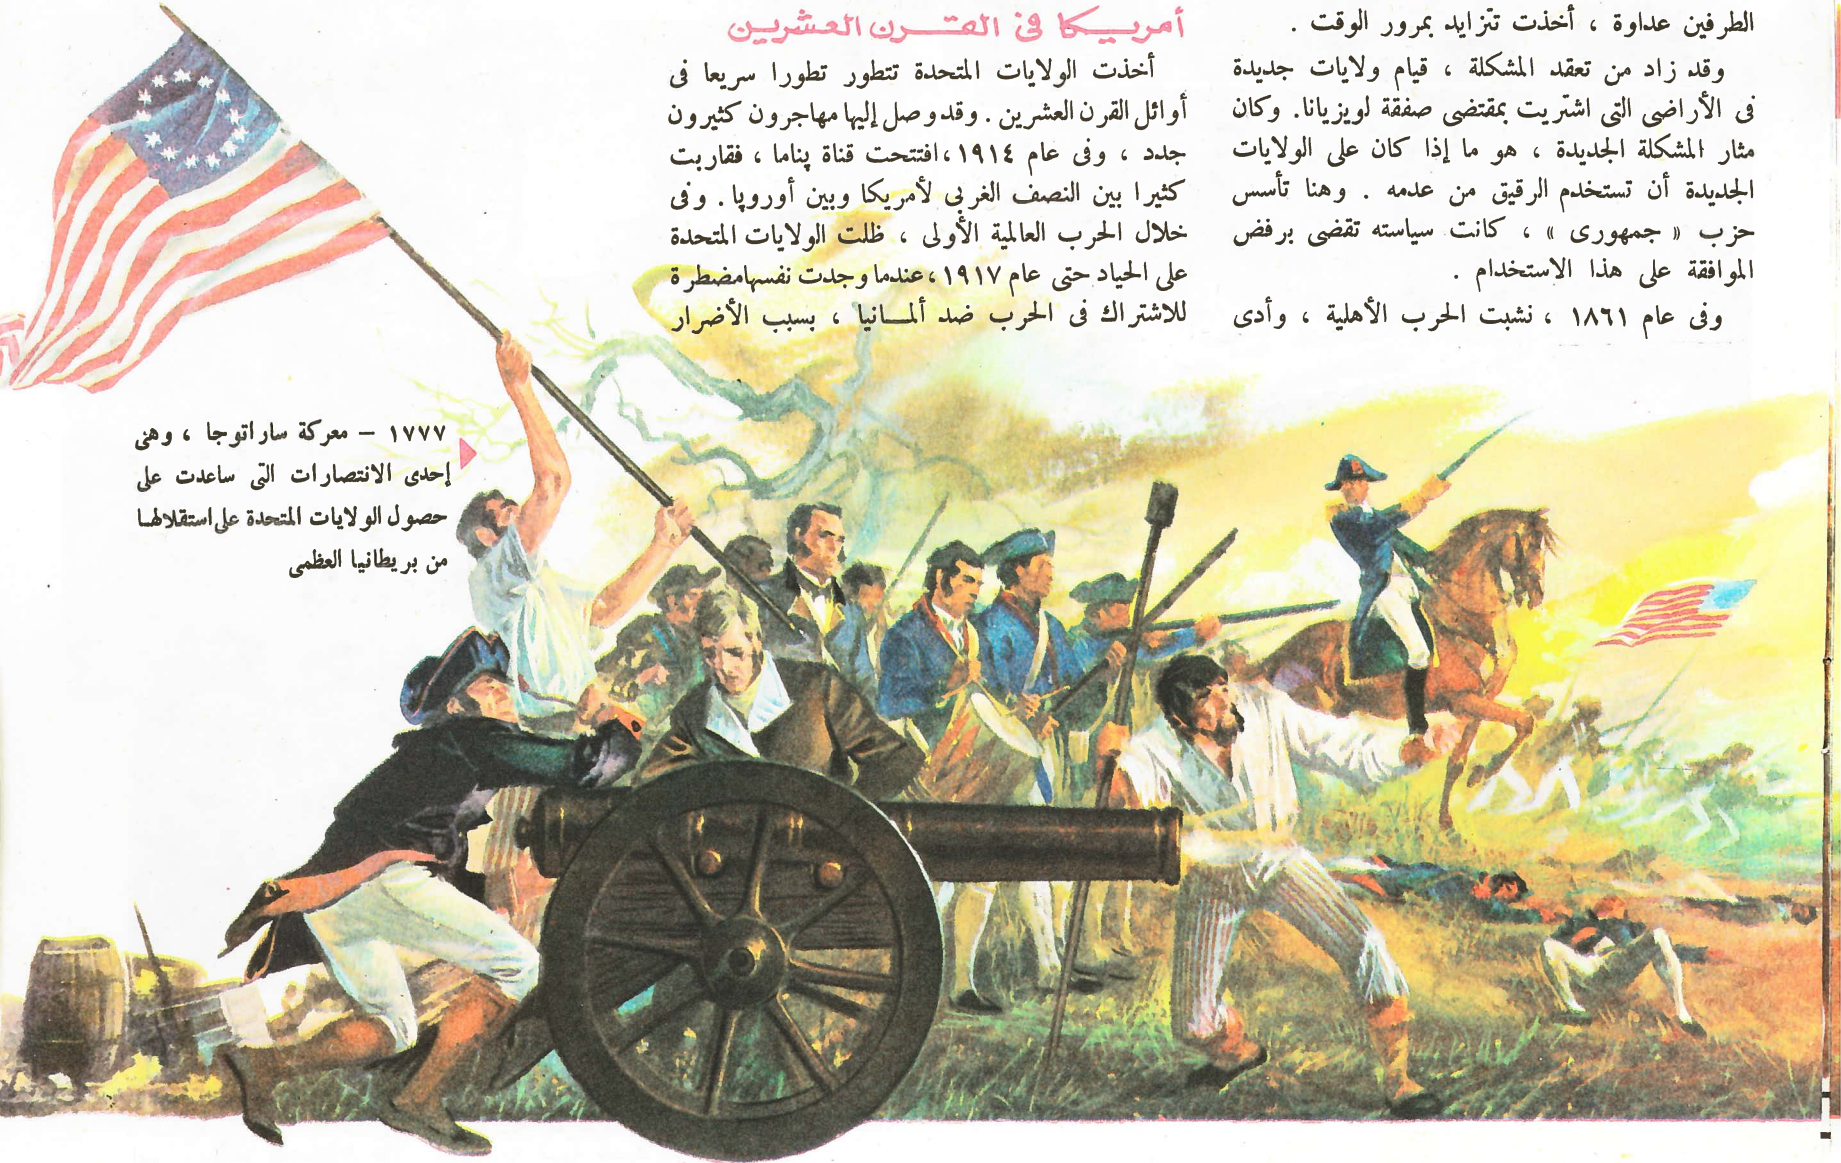 الطرفين عداوة ، أخذت تتزايد بمرور الوقت .
وقد زاد من تعقد المشكلة ، قيام ولايات جديدة
فى الأراضى التى اشتريت بمقتضى صفقة لويزيانا. وكان
مثار المشكلة الجديدة ، هو ما إذا كان على الولايات
الجديدة أن تستخدم الرقيق من عدمه . وهنا تأسس
حزب « جمهورى » ، كانت سياسته تقضى برفض
الموافقة على هذا الاستخدام .
وفى عام ١٨٦١ ، نشبت الحرب الأهلية ، وأدى
أمريكا فى القرن العشرين
أخذت الولايات المتحدة تتطور تطورا سريعا فى
أوائل القرن العشرين . وقد وصل إليها مهاجرون كثيرون
جدد ، وفى عام ١٩١٤ ، افتتحت قناة پناما ، فقاربت
كثيرا بين النصف الغربى لأمريكا وبين أوروپا . وفى
خلال الحرب العالمية الأولى ، ظلت الولايات المتحدة
على الحياد حتى عام ١٩١٧ ، عندما وجدت نفسها مضطرة
للاشتراك فى الحرب ضد ألمانيا ، بسبب الأضرار
١٧٧٧ – معركة ساراتوجا ، وهى
إحدى الانتصارات التى ساعدت على
حصول الولايات المتحدة على استقلالها
من بريطانيا العظمى